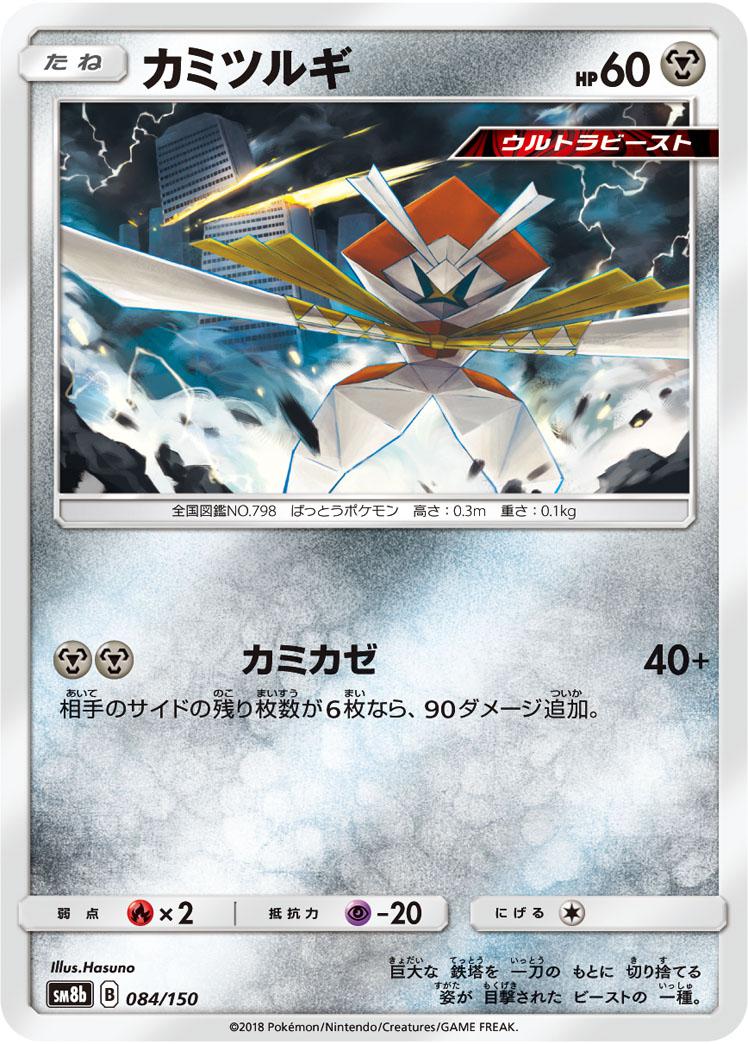 たね カミツルギ HP60
ウルトラビースト
全国図鑑NO.798 ばっとうポケモン 高さ:0.3m 重さ:0.1kg
カミカゼ 40+
相手のサイドの残り枚数が6枚なら、90ダメージ追加。
弱点 ×2 抵抗力 -20 にげる
Illus.Hasuno
巨大な 鉄塔を 一刀の もとに 切り捨てる
姿が 目撃された ビーストの 一種。
SM8b B 084/150
©2018 Pokémon/Nintendo/Creatures/GAME FREAK.